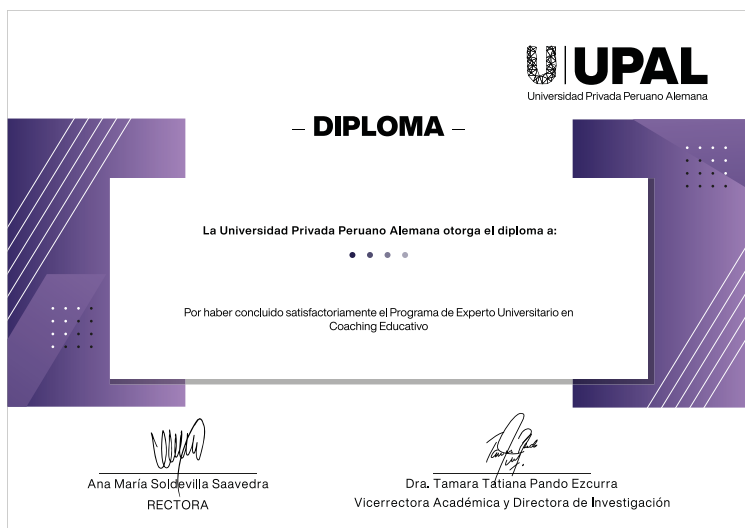 UPAL
Universidad Privada Peruano Alemana
– DIPLOMA –
La Universidad Privada Peruano Alemana otorga el diploma a:
Por haber concluido satisfactoriamente el Programa de Experto Universitario en
Coaching Educativo
Ana María Soldevilla Saavedra
RECTORA
Dra. Tamara Tatiana Pando Ezcurra
Vicerrectora Académica y Directora de Investigación